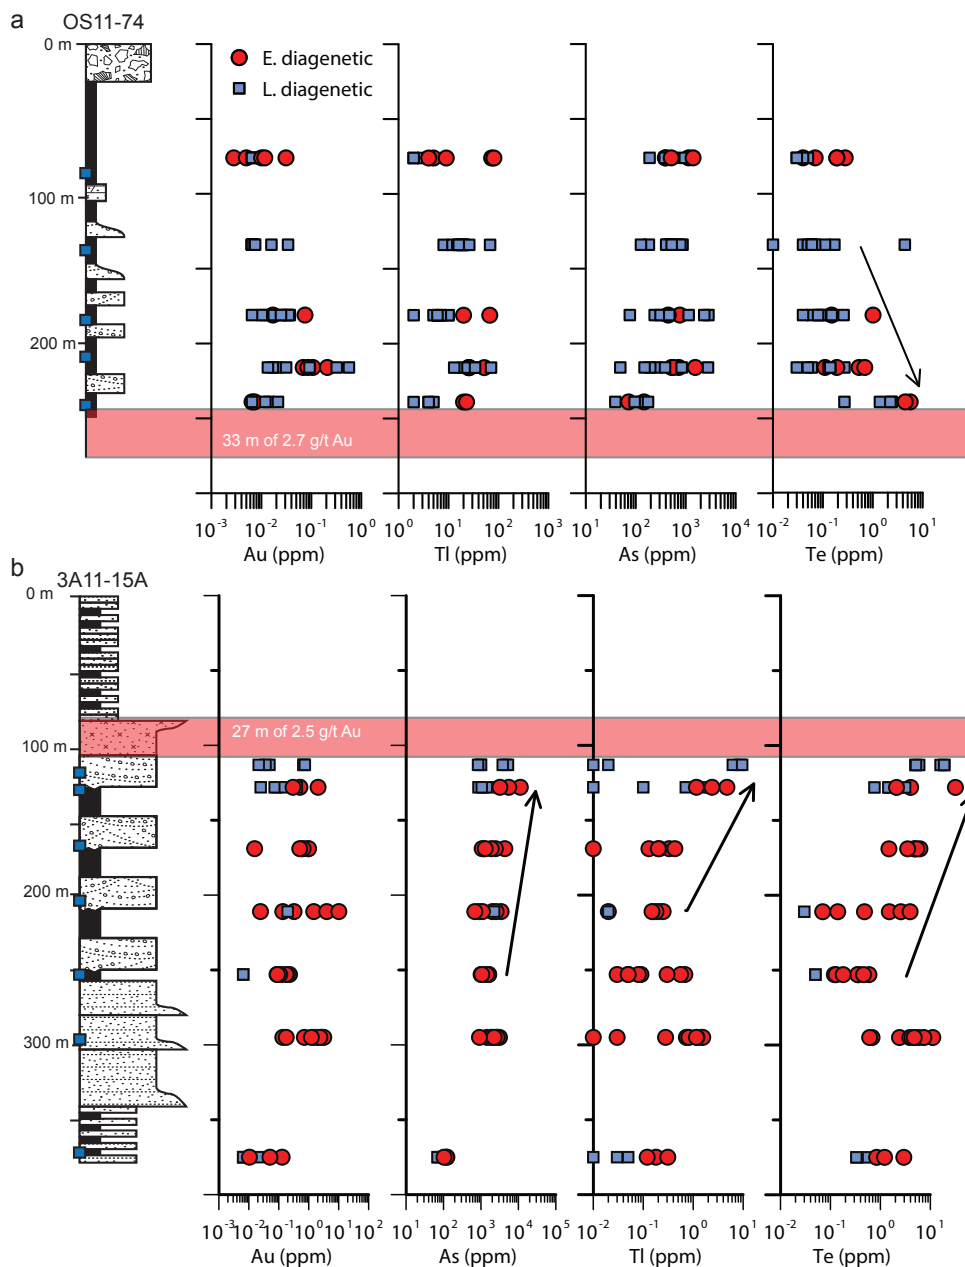 a
OS11-74
0 m
100 m
200 m
E. diagenetic
L. diagenetic
33 m of 2.7 g/t Au
10-3 10-2 10-1 100
Au (ppm)
100 101 102 103
Tl (ppm)
101 102 103 104
As (ppm)
10-2 10-1 100 101
Te (ppm)
b
3A11-15A
0 m
100 m
200 m
300 m
27 m of 2.5 g/t Au
10-3 10-2 10-1 100 101 102
Au (ppm)
101 102 103 104 105
As (ppm)
10-2 10-1 100 101
Tl (ppm)
10-2 10-1 100 101
Te (ppm)